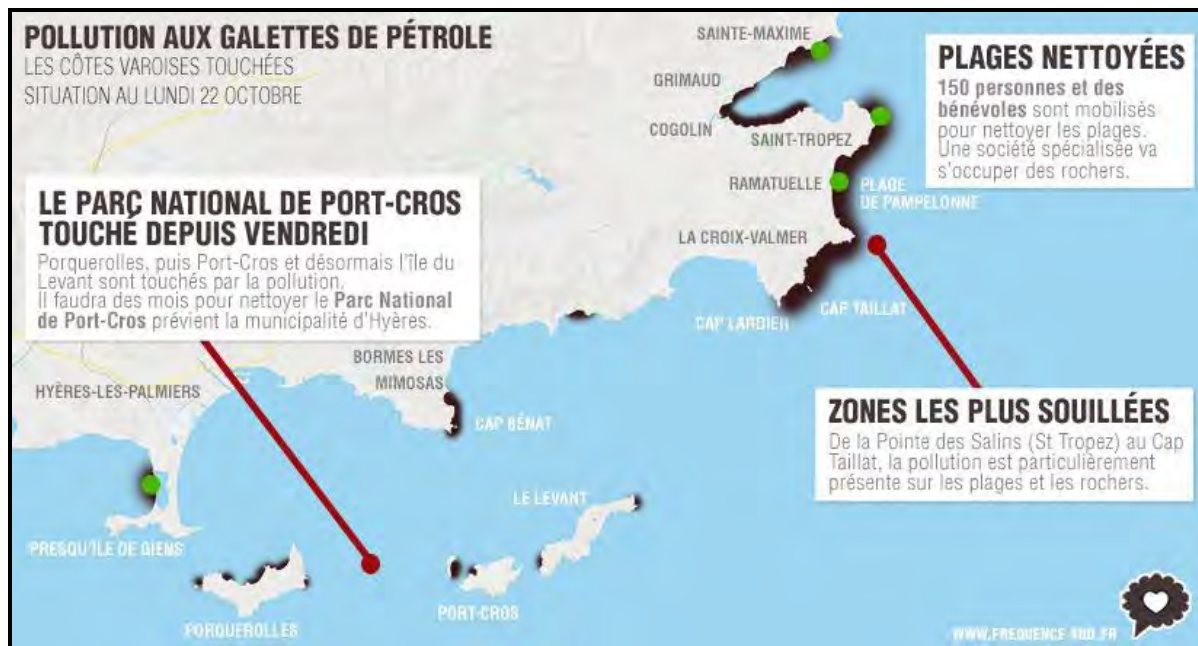 POLLUTION AUX GALETTES DE PÉTROLE
LES CÔTES VAROISES TOUCHÉES
SITUATION AU LUNDI 22 OCTOBRE
SAINTE-MAXIME
GRIMAUD
COGOLIN
SAINT-TROPEZ
RAMATUELLE
PLAGE
DE PAMPELONNE
LA CROIX-VALMER
CAP TAILLAT
CAP LARDIER
PLAGES NETTOYÉES
150 personnes et des
bénévoles sont mobilisés
pour nettoyer les plages.
Une société spécialisée va
s'occuper des rochers.
LE PARC NATIONAL DE PORT-CROS
TOUCHÉ DEPUIS VENDREDI
Porquerolles, puis Port-Cros et désormais l'île du
Levant sont touchés par la pollution.
Il faudra des mois pour nettoyer le Parc National
de Port-Cros prévient la municipalité d'Hyères.
BORMES LES
MIMOSAS
HYÈRES-LES-PALMIERS
CAP BÉNAT
ZONES LES PLUS SOUILLÉES
De la Pointe des Salins (St Tropez) au Cap
Taillat, la pollution est particulièrement
présente sur les plages et les rochers.
LE LEVANT
PRESQU'ÎLE DE GIENS
PORT-CROS
PORQUEROLLES
WWW.FREQUENCE-SUD.FR